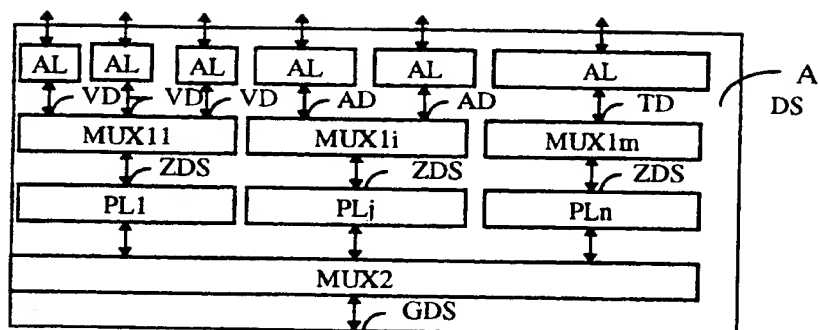 AL AL AL AL AL AL A
VD VD VD AD AD TD DS
MUX11 MUX1i MUX1m
ZDS ZDS ZDS
PL1 PLj PLn
MUX2
GDS